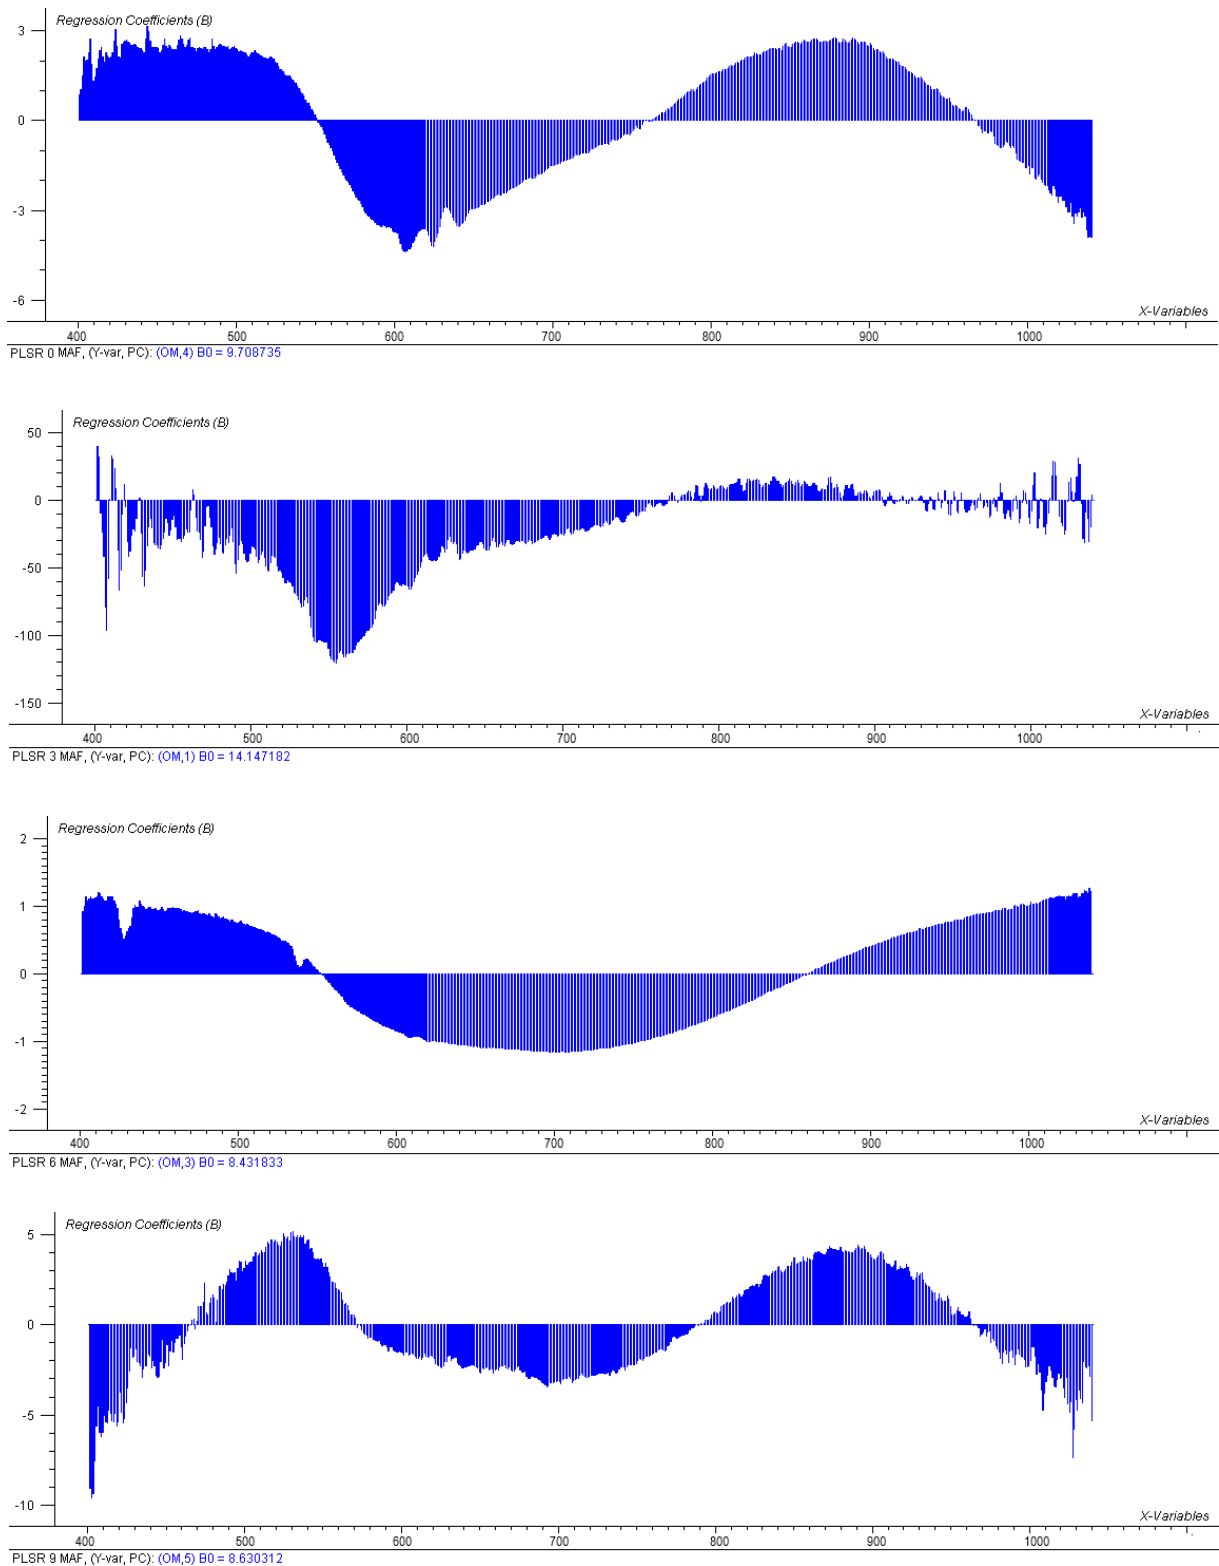 Regression Coefficients (B)
3
0
-3
-6
X-Variables
400 500 600 700 800 900 1000
PLSR 0 MAF, (Y-var, PC): (OM,4) B0 = 9.708735
Regression Coefficients (B)
50
0
-50
-100
-150
X-Variables
400 500 600 700 800 900 1000
PLSR 3 MAF, (Y-var, PC): (OM,1) B0 = 14.147182
Regression Coefficients (B)
2
1
0
-1
-2
X-Variables
400 500 600 700 800 900 1000
PLSR 6 MAF, (Y-var, PC): (OM,3) B0 = 8.431833
Regression Coefficients (B)
5
0
-5
-10
X-Variables
400 500 600 700 800 900 1000
PLSR 9 MAF, (Y-var, PC): (OM,5) B0 = 8.630312